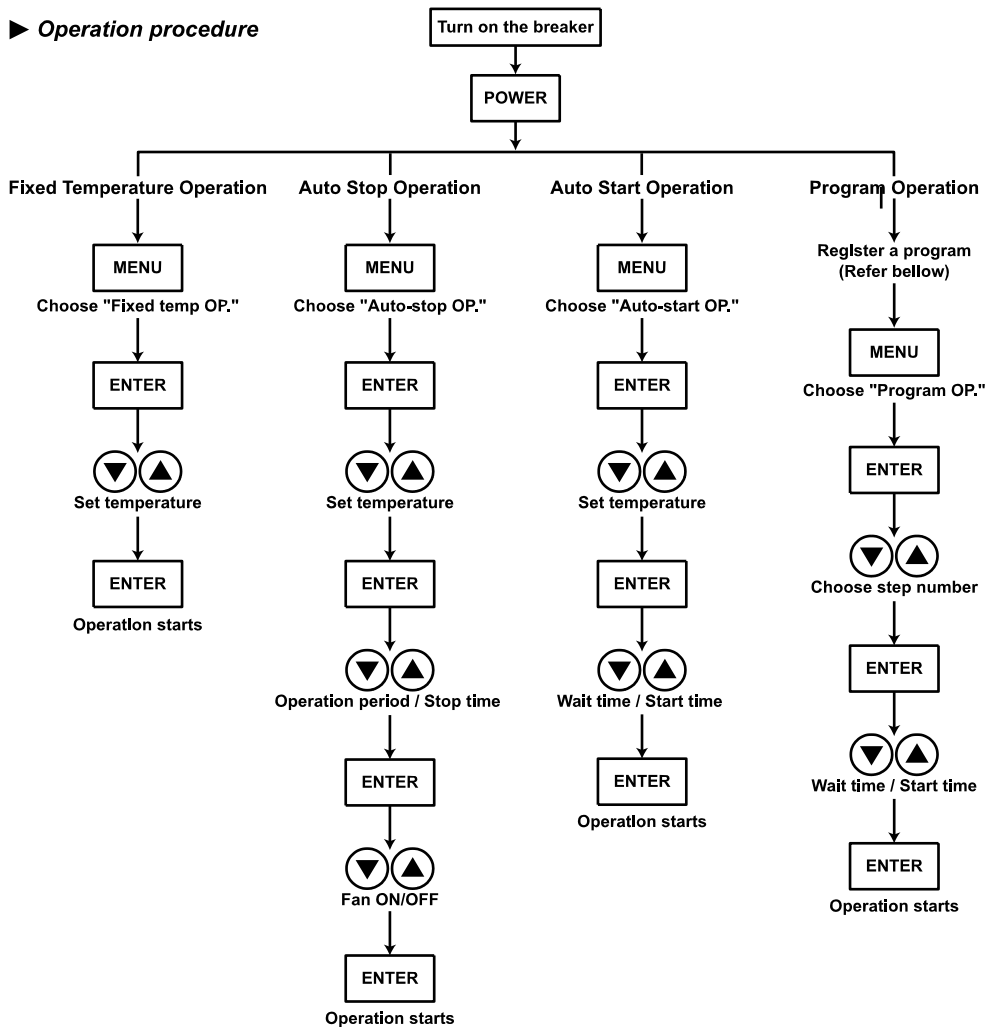 ► Operation procedure
Turn on the breaker
POWER
Fixed Temperature Operation
MENU
Choose "Fixed temp OP."
ENTER
▼ ▲
Set temperature
ENTER
Operation starts
Auto Stop Operation
MENU
Choose "Auto-stop OP."
ENTER
▼ ▲
Set temperature
ENTER
▼ ▲
Operation period / Stop time
ENTER
▼ ▲
Fan ON/OFF
ENTER
Operation starts
Auto Start Operation
MENU
Choose "Auto-start OP."
ENTER
▼ ▲
Set temperature
ENTER
▼ ▲
Wait time / Start time
ENTER
Operation starts
Program Operation
Register a program
(Refer bellow)
MENU
Choose "Program OP."
ENTER
▼ ▲
Choose step number
ENTER
▼ ▲
Wait time / Start time
ENTER
Operation starts